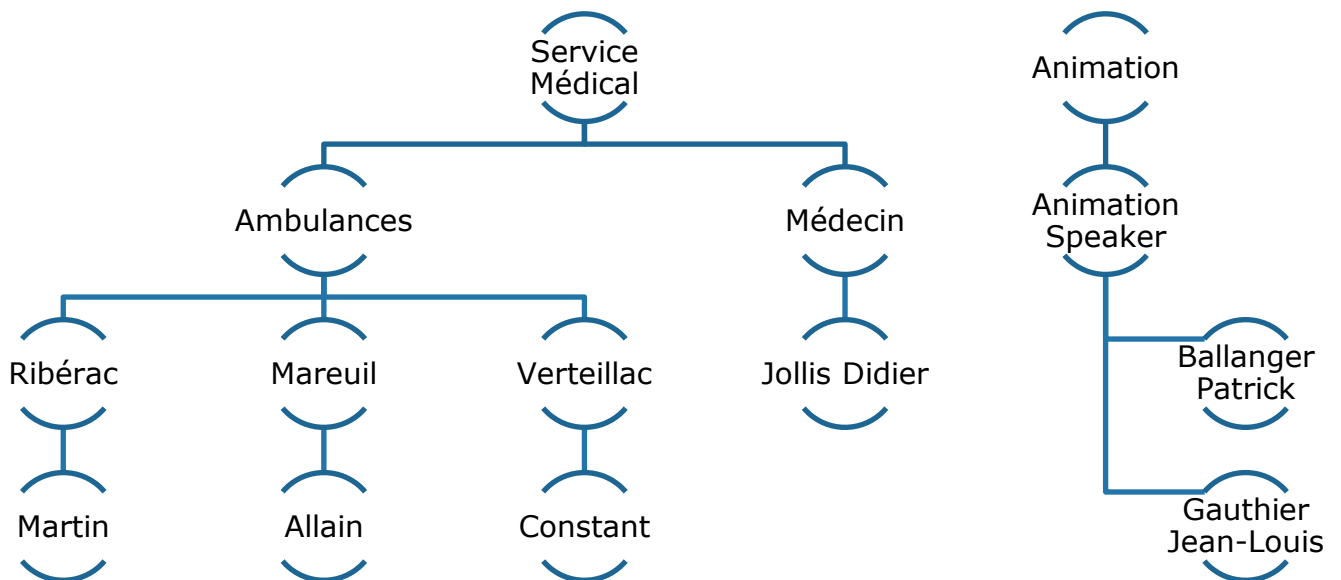 Service
Médical
Animation
Ambulances
Médecin
Animation
Speaker
Ribérac
Mareuil
Verteillac
Jollis Didier
Ballanger
Patrick
Martin
Allain
Constant
Gauthier
Jean-Louis